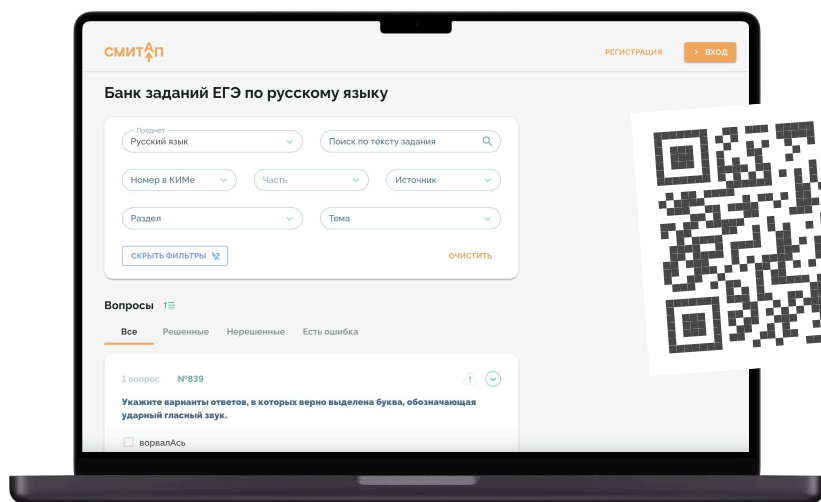 СМИТАП
РЕГИСТРАЦИЯ
ВХОД
Банк заданий ЕГЭ по русскому языку
Предмет
Русский язык
Поиск по тексту задания
Номер в КИМе
Часть
Источник
Раздел
Тема
СКРЫТЬ ФИЛЬТРЫ
ОЧИСТИТЬ
Вопросы
Все Решенные Нерешенные Есть ошибка
1 вопрос №839
Укажите варианты ответов, в которых верно выделена буква, обозначающая
ударный гласный звук.
ворвалАсь